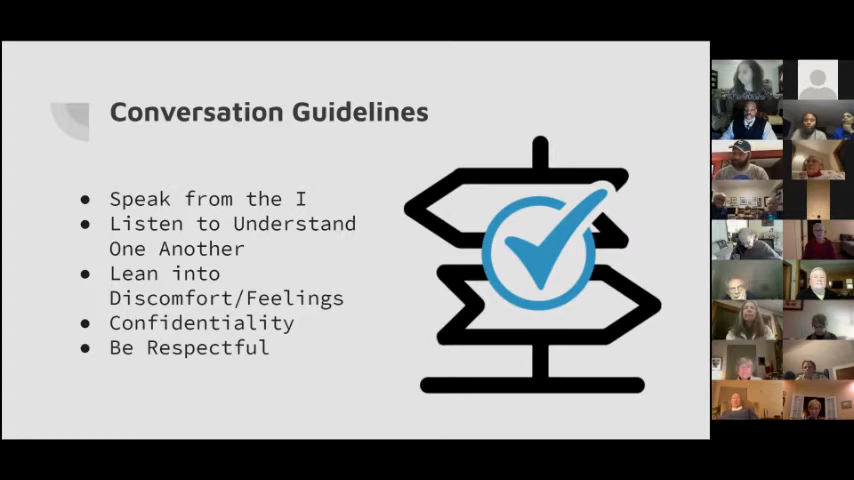 Conversation Guidelines
● Speak from the I
● Listen to Understand
One Another
● Lean into
Discomfort/Feelings
● Confidentiality
● Be Respectful